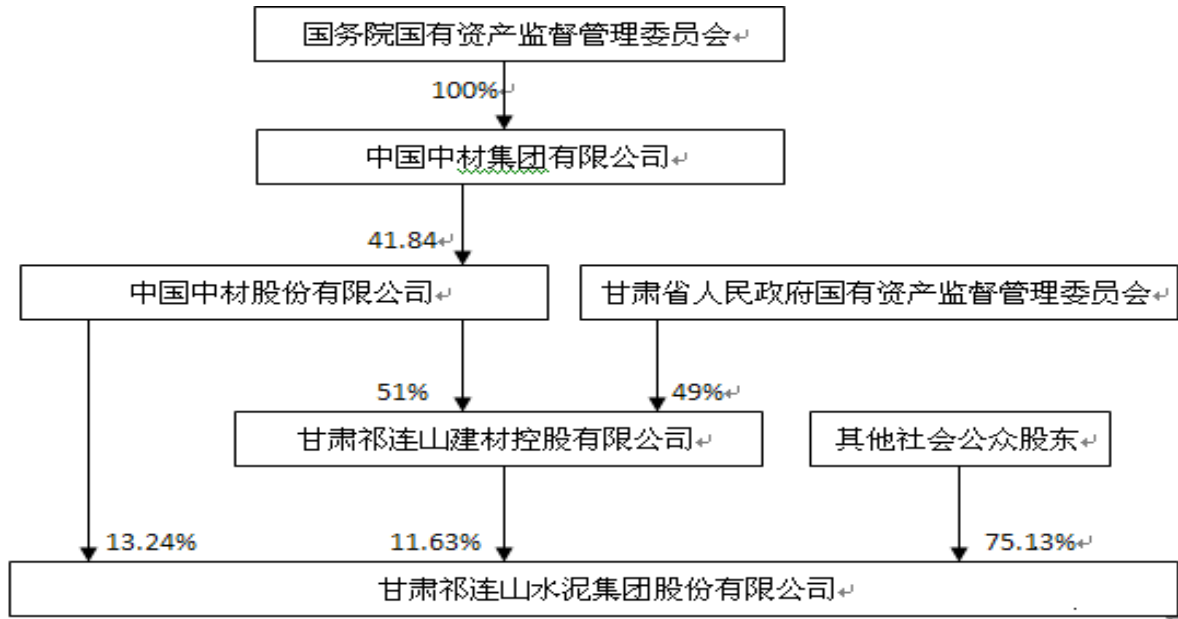 国务院国有资产监督管理委员会
100%
中国中材集团有限公司
41.84
中国中材股份有限公司
甘肃省人民政府国有资产监督管理委员会
51%
49%
甘肃祁连山建材控股有限公司
其他社会公众股东
13.24%
11.63%
75.13%
甘肃祁连山水泥集团股份有限公司